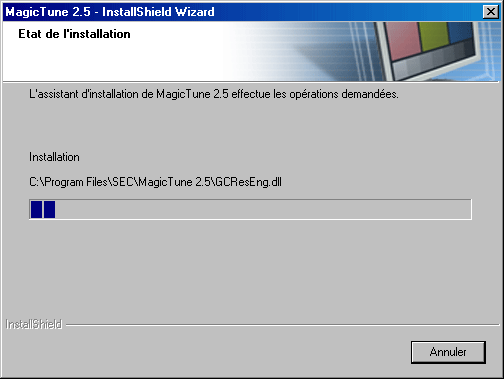 MagicTune 2.5 - InstallShield Wizard
Etat de l'installation
L'assistant d'installation de MagicTune 2.5 effectue les opérations demandées.
Installation
C:\Program Files\SEC\MagicTune 2.5\GCResEng.dll
InstallShield
Annuler